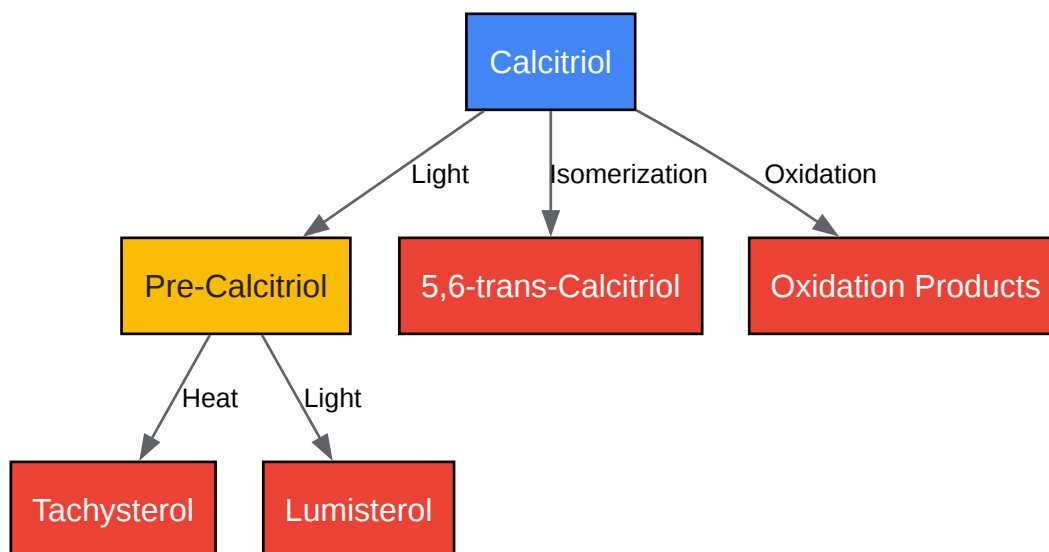 Calcitriol
Light
Isomerization
Oxidation
Pre-Calcitriol
5,6-trans-Calcitriol
Oxidation Products
Heat
Light
Tachysterol
Lumisterol